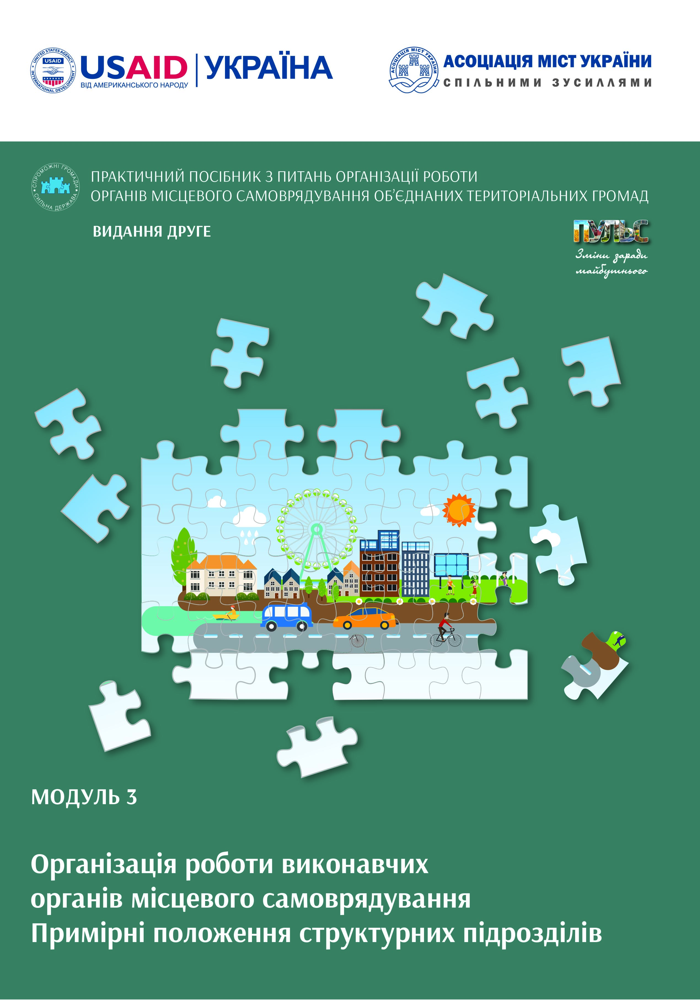 UNITED STATES AGENCY
USAID
INTERNATIONAL DEVELOPMENT
USAID
ВІД АМЕРИКАНСЬКОГО НАРОДУ
УКРАЇНА
АСОЦІАЦІЯ МІСТ УКРАЇНИ
АСОЦІАЦІЯ МІСТ УКРАЇНИ
СПІЛЬНИМИ ЗУСИЛЛЯМИ
СПРОМОЖНІ ГРОМАДИ
СИЛЬНА ДЕРЖАВА
ПРАКТИЧНИЙ ПОСІБНИК З ПИТАНЬ ОРГАНІЗАЦІЇ РОБОТИ
ОРГАНІВ МІСЦЕВОГО САМОВРЯДУВАННЯ ОБ’ЄДНАНИХ ТЕРИТОРІАЛЬНИХ ГРОМАД
ВИДАННЯ ДРУГЕ
ПУЛЬС
Зміни заради
майбутнього
МОДУЛЬ 3
Організація роботи виконавчих
органів місцевого самоврядування
Примірні положення структурних підрозділів